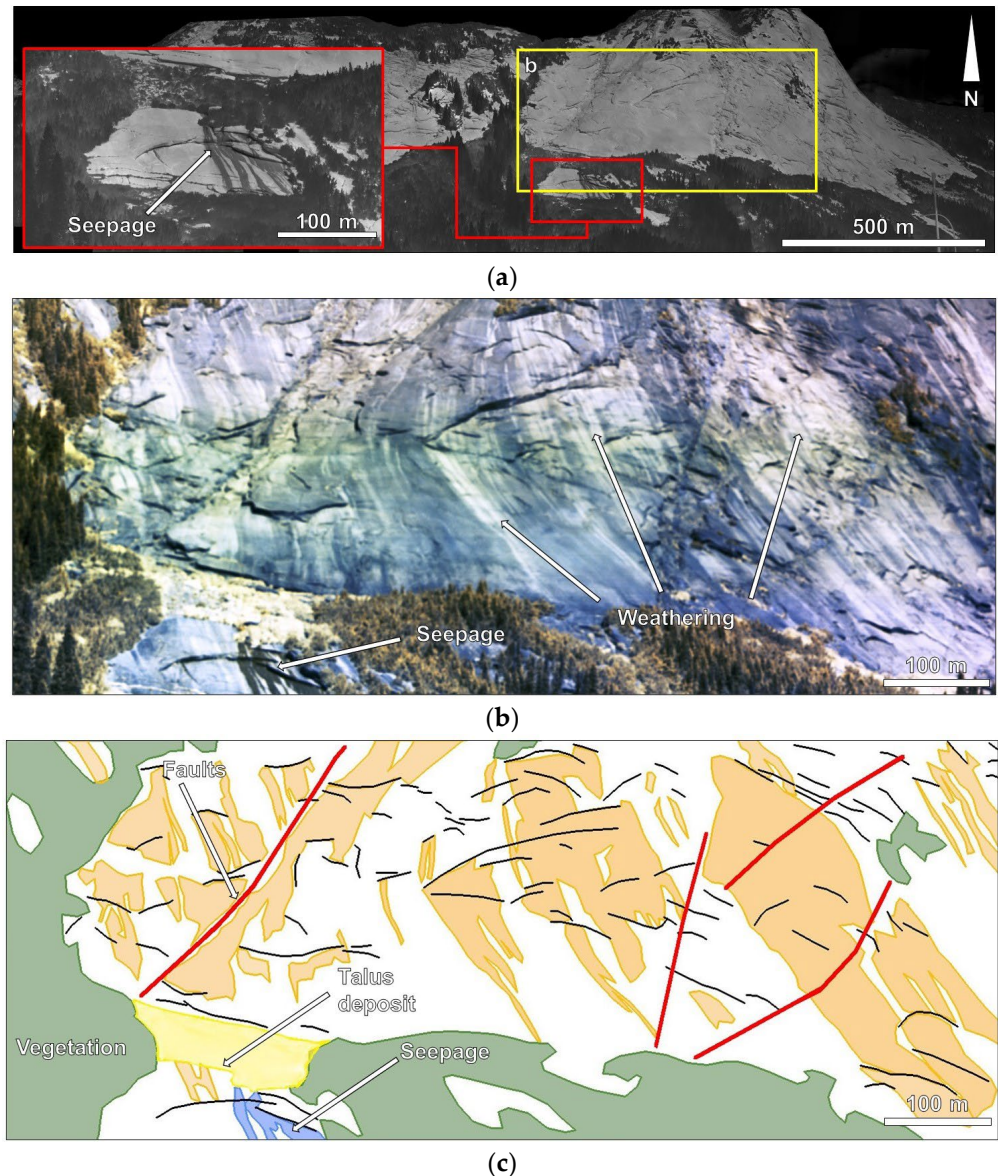 b
N
Seepage
100 m
500 m
(a)
Seepage
Weathering
100 m
(b)
Faults
Talus
deposit
Vegetation
Seepage
100 m
(c)